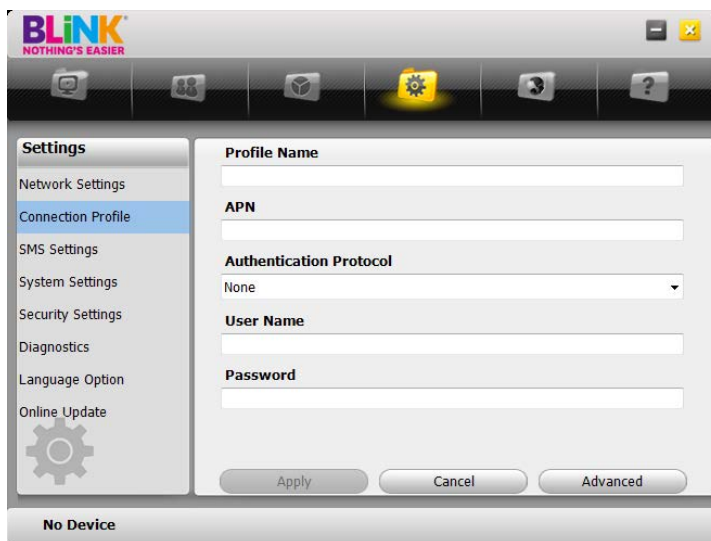 BLiNK
NOTHING'S EASIER
?
Settings
Network Settings
Connection Profile
SMS Settings
System Settings
Security Settings
Diagnostics
Language Option
Online Update
Profile Name
APN
Authentication Protocol
None
User Name
Password
Apply Cancel Advanced
No Device